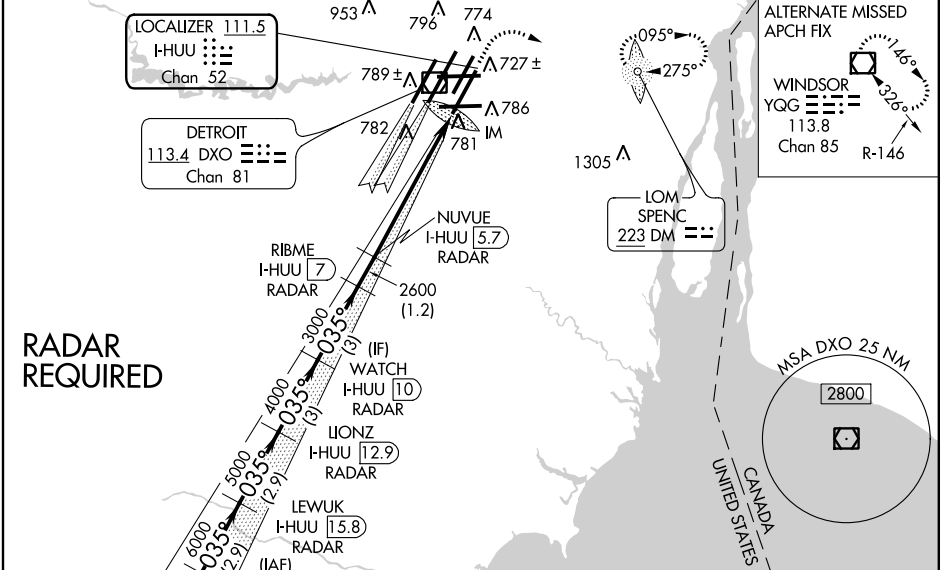 953
796
774
LOCALIZER 111.5
I-HUU
Chan 52
789 ±
727 ±
786
IM
782
781
DETROIT
113.4 DXO
Chan 81
095°
275°
1305
LOM
SPENC
223 DM
ALTERNATE MISSED
APCH FIX
WINDSOR
YQG
113.8
Chan 85
146°
326°
R-146
NUVUE
I-HUU 5.7
RADAR
RIBME
I-HUU 7
RADAR
2600
(1.2)
3000
035°
(3)
(IF)
WATCH
I-HUU 10
RADAR
RADAR
REQUIRED
4000
035°
(3)
LIONZ
I-HUU 12.9
RADAR
5000
035°
(2.9)
LEWUK
I-HUU 15.8
RADAR
(IAF)
6000
035°
2.9)
MSA DXO 25 NM
2800
CANADA
UNITED STATES